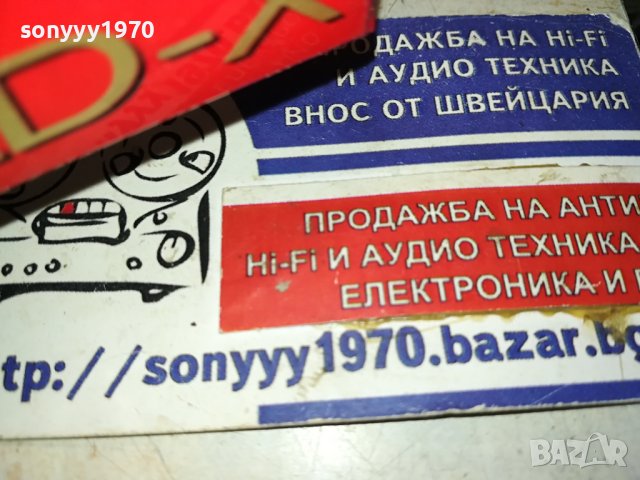 sonyyy1970
D-X
ПРОДАЖБА НА Hi-Fi
И АУДИО ТЕХНИКА
ВНОС ОТ ШВЕЙЦАРИЯ
ПРОДАЖБА НА АНТИ
Hi-Fi И АУДИО ТЕХНИКА
ЕЛЕКТРОНИКА И
tp://sonyyy1970.bazar.bg
BAZAR